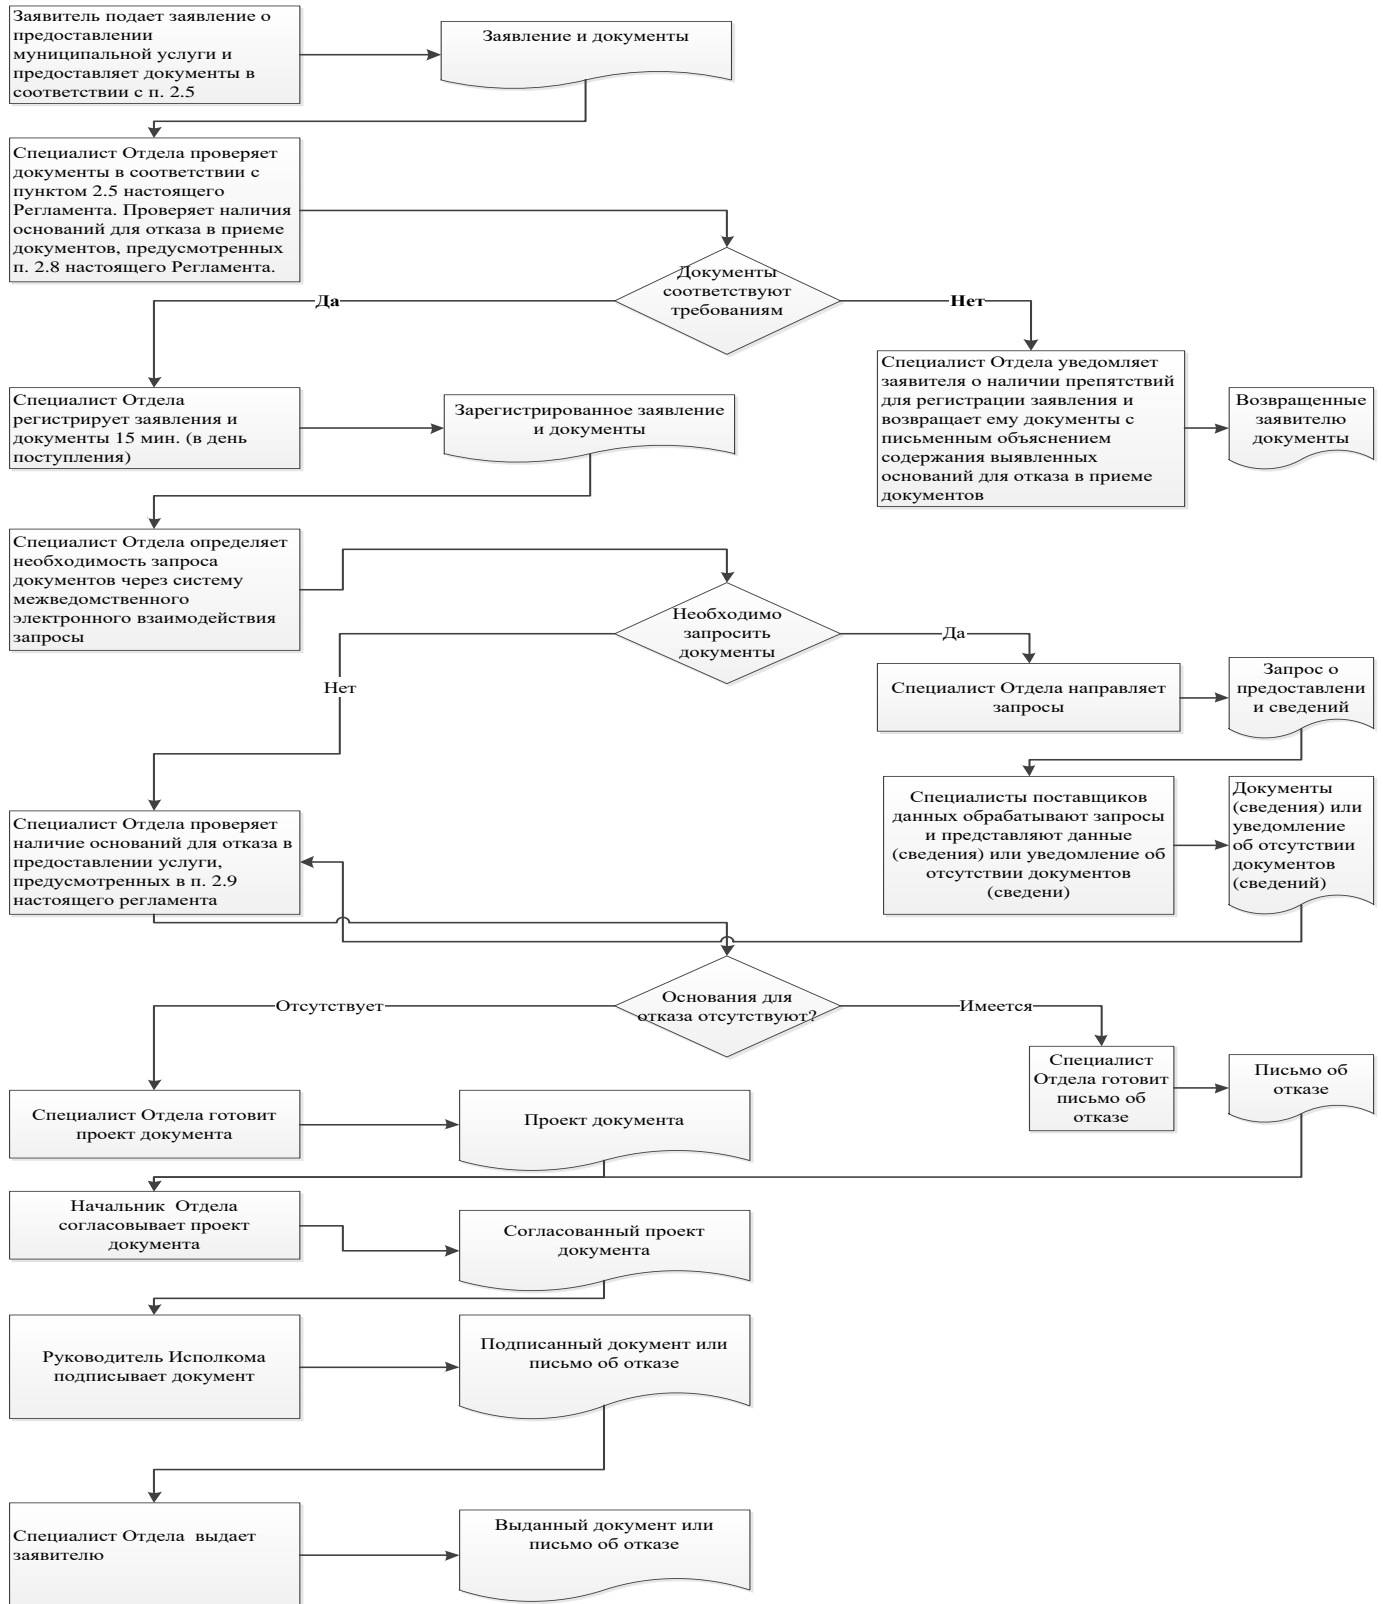 Заявитель подает заявление о
предоставлении
муниципальной услуги и
предоставляет документы в
соответствии с п. 2.5
Заявление и документы
Специалист Отдела проверяет
документы в соответствии с
пунктом 2.5 настоящего
Регламента. Проверяет наличия
оснований для отказа в приеме
документов, предусмотренных
п. 2.8 настоящего Регламента.
Документы
соответствуют
требованиям
Да
Нет
Специалист Отдела
регистрирует заявления и
документы 15 мин. (в день
поступления)
Зарегистрированное заявление
и документы
Специалист Отдела уведомляет
заявителя о наличии препятствий
для регистрации заявления и
возвращает ему документы с
письменным объяснением
содержания выявленных
оснований для отказа в приеме
документов
Возвращенные
заявителю
документы
Специалист Отдела определяет
необходимость запроса
документов через систему
межведомственного
электронного взаимодействия
запросы
Необходимо
запросить
документы
Да
Нет
Специалист Отдела направляет
запросы
Запрос о
предоставлени
и сведений
Специалисты поставщиков
данных обрабатывают запросы
и представляют данные
(сведения) или уведомление об
отсутствии документов
(сведени)
Документы
(сведения) или
уведомление
об отсутствии
документов
(сведений)
Специалист Отдела проверяет
наличие оснований для отказа в
предоставлении услуги,
предусмотренных в п. 2.9
настоящего регламента
Основания для
отказа отсутствуют?
Отсутствует
Имеется
Специалист
Отдела готовит
письмо об
отказе
Письмо об
отказе
Специалист Отдела готовит
проект документа
Проект документа
Начальник  Отдела
согласовывает проект
документа
Согласованный проект
документа
Руководитель Исполкома
подписывает документ
Подписанный документ или
письмо об отказе
Специалист Отдела  выдает
заявителю
Выданный документ или
письмо об отказе